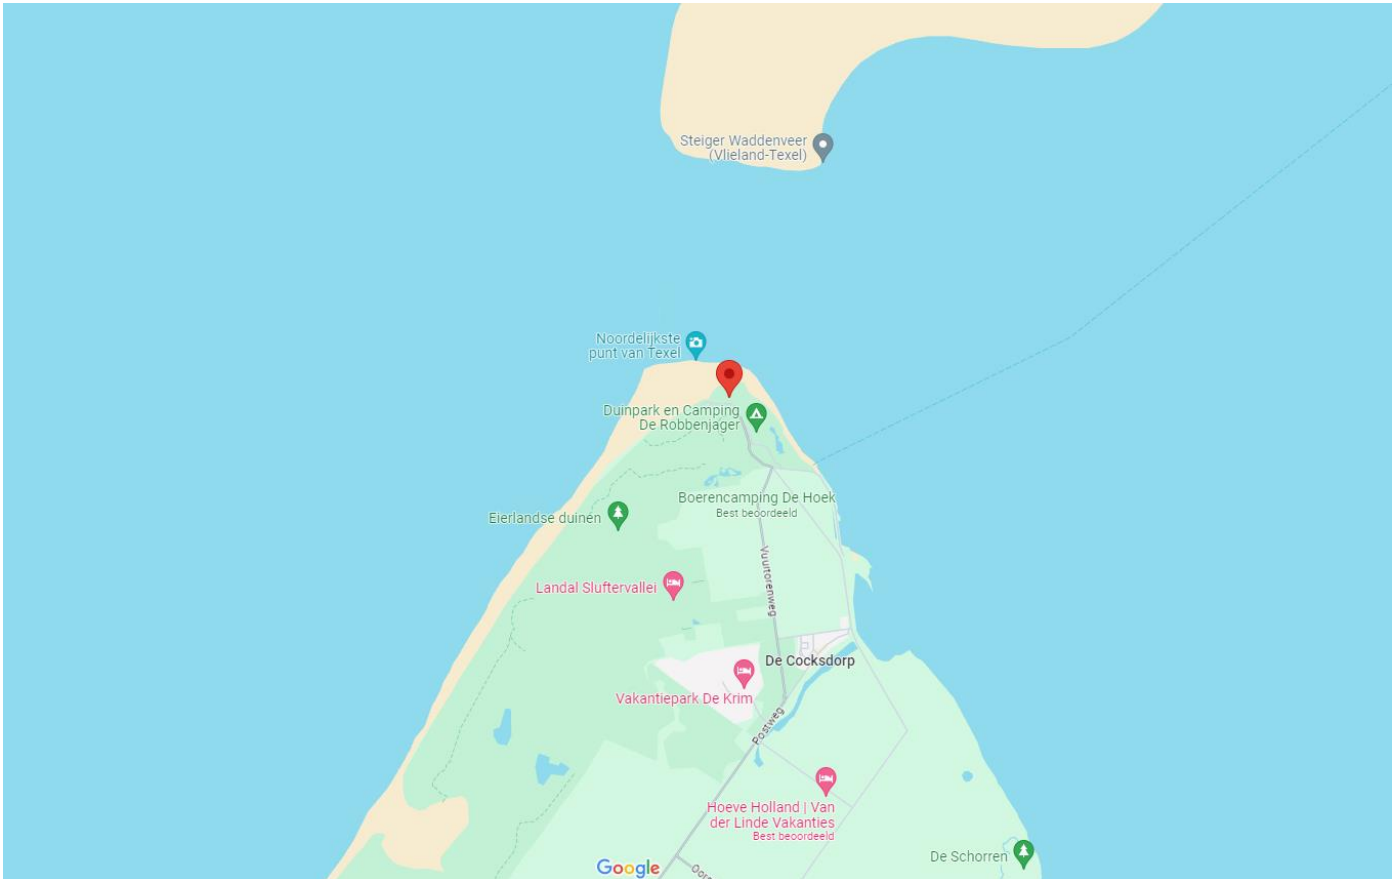 Steiger Waddenveer
(Vlieland-Texel)
Noordelijkste
punt van Texel
Duinpark en Camping
De Robbenjager
Boerencamping De Hoek
Best beoordeeld
Eierlandse duinen
Vuurtorenweg
Landal Sluftervallei
De Cocksdorp
Vakantiepark De Krim
Postweg
Hoeve Holland | Van
der Linde Vakanties
Best beoordeeld
De Schorren
Google